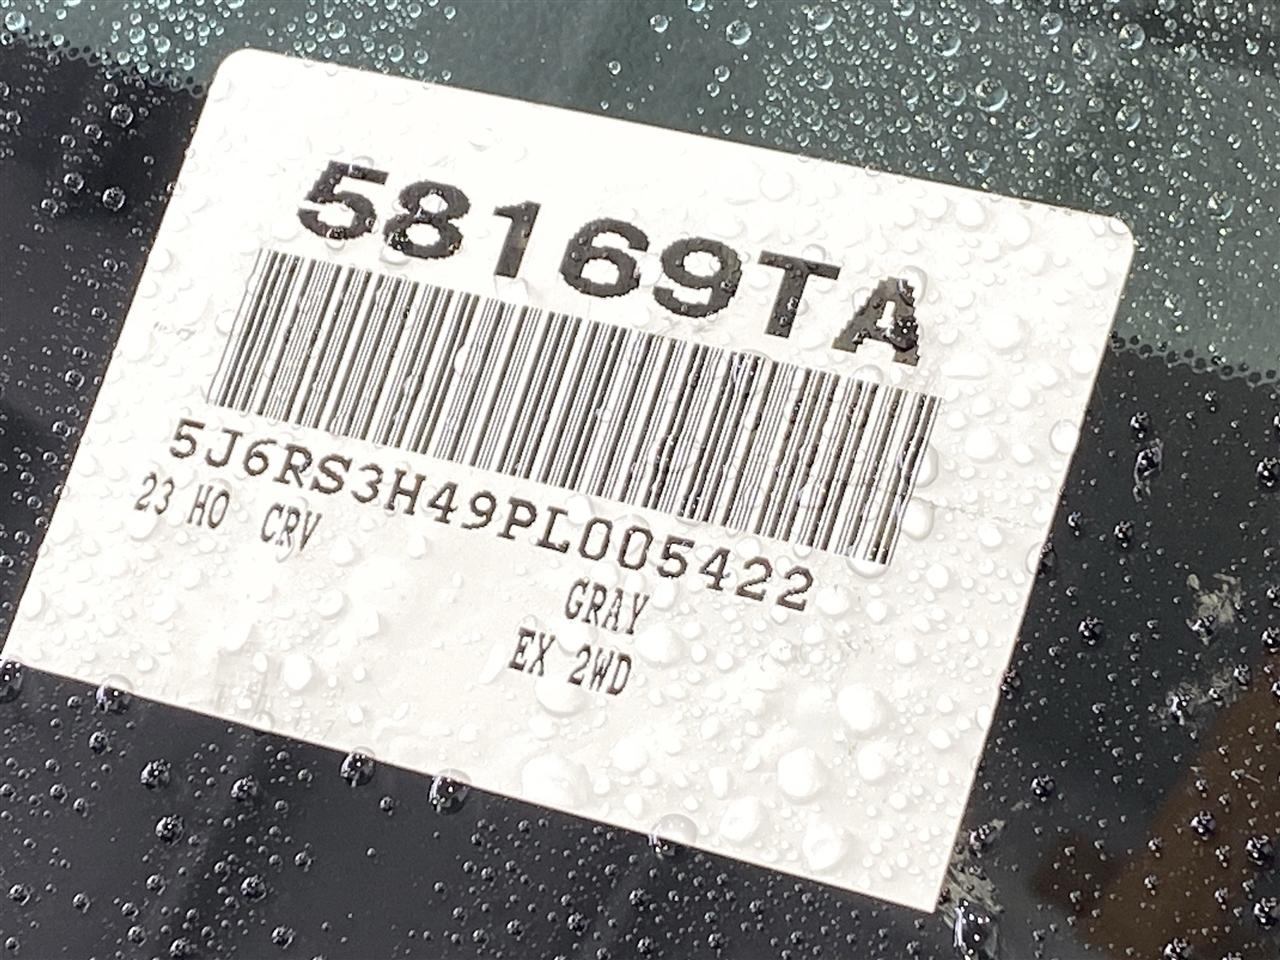 58169TA
5J6RS3H49PL005422
23 HO CRV
GRAY
EX 2WD